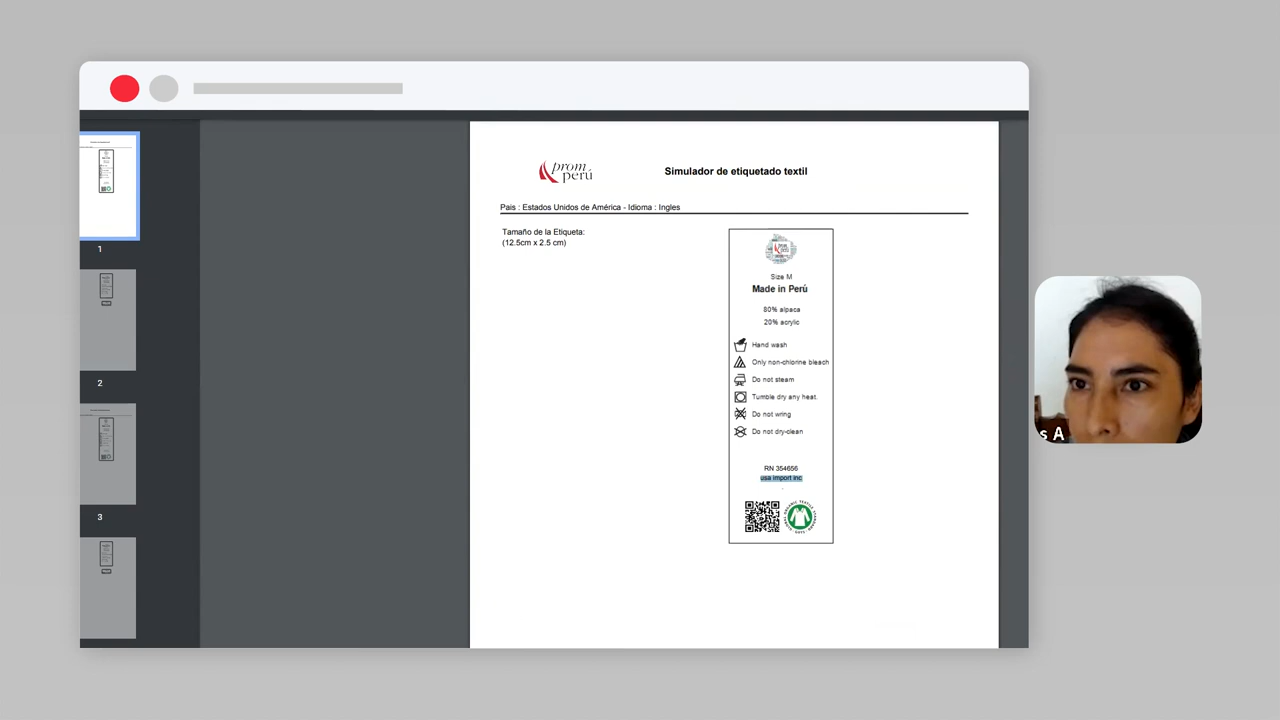 prom
perú
Simulador de etiquetado textil
Pais : Estados Unidos de América - Idioma : Ingles
Tamaño de la Etiqueta:
(12.5cm x 2.5 cm)
Size M
Made in Perú
80% alpaca
20% acrylic
Hand wash
Only non-chlorine bleach
Do not steam
Tumble dry any heat.
Do not wring
Do not dry-clean
RN 354656
usa import inc
1
2
3
s A